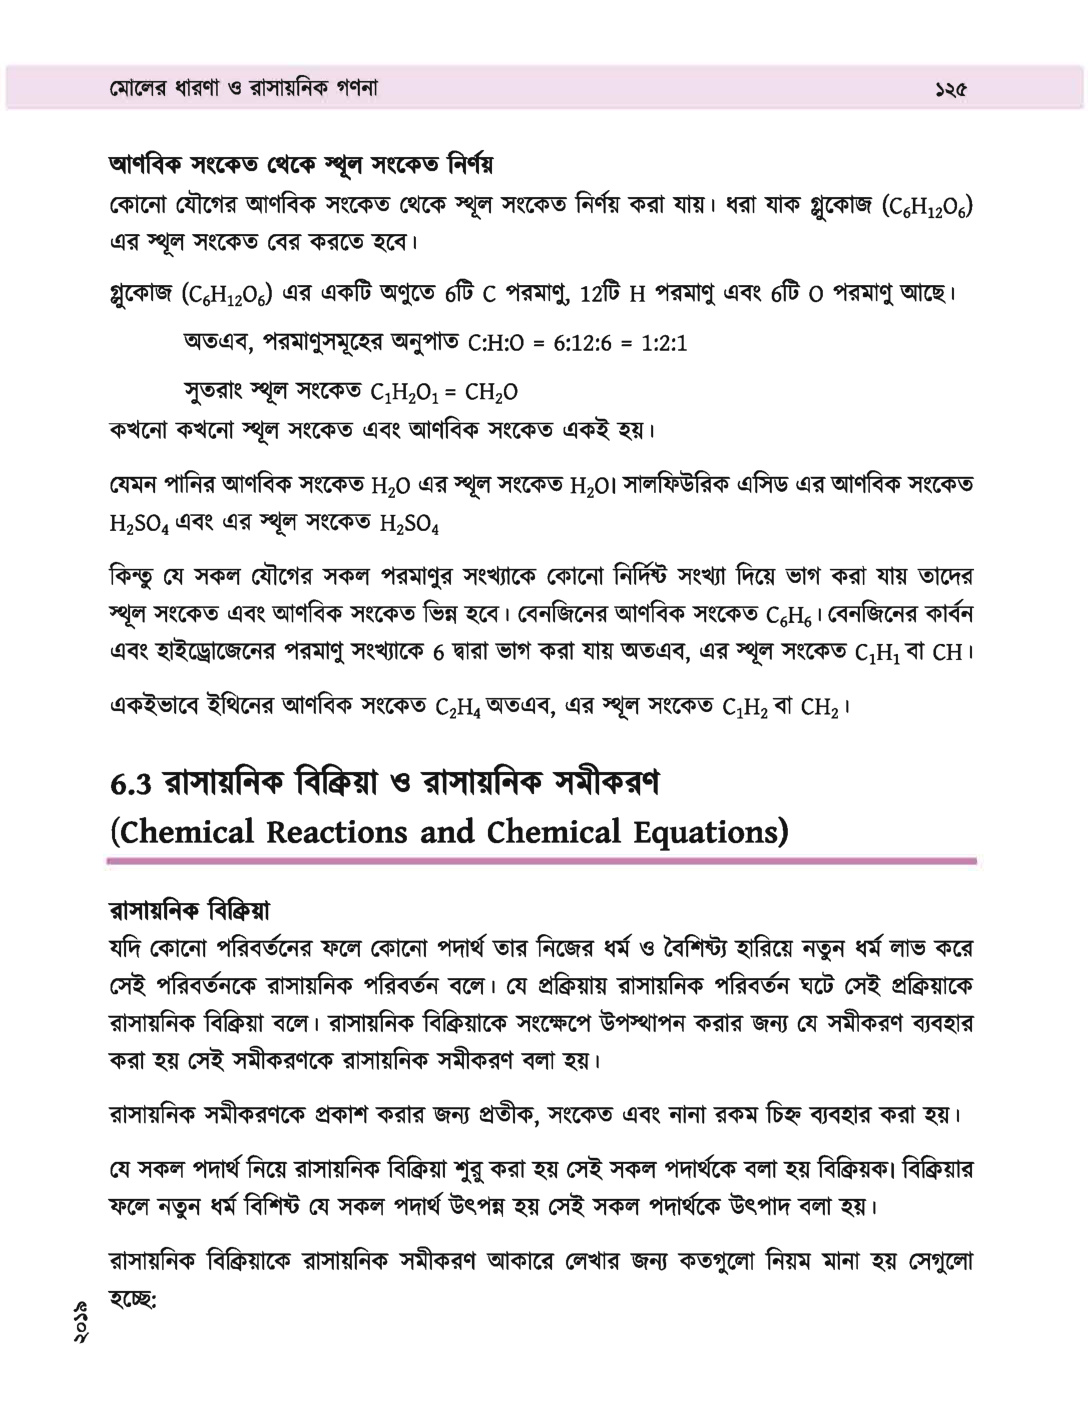 মোলের ধারণা ও রাসায়নিক গণনা ১২৫
আণবিক সংকেত থেকে স্থূল সংকেত নির্ণয়
কোনো যৌগের আণবিক সংকেত থেকে স্থূল সংকেত নির্ণয় করা যায়। ধরা যাক গ্লুকোজ (C₆H₁₂O₆)
এর স্থূল সংকেত বের করতে হবে।
গ্লুকোজ (C₆H₁₂O₆) এর একটি অণুতে 6টি C পরমাণু, 12টি H পরমাণু এবং 6টি O পরমাণু আছে।
অতএব, পরমাণুসমূহের অনুপাত C:H:O = 6:12:6 = 1:2:1
সুতরাং স্থূল সংকেত C₁H₂O₁ = CH₂O
কখনো কখনো স্থূল সংকেত এবং আণবিক সংকেত একই হয়।
যেমন পানির আণবিক সংকেত H₂O এর স্থূল সংকেত H₂O। সালফিউরিক এসিড এর আণবিক সংকেত
H₂SO₄ এবং এর স্থূল সংকেত H₂SO₄
কিন্তু যে সকল যৌগের সকল পরমাণুর সংখ্যাকে কোনো নির্দিষ্ট সংখ্যা দিয়ে ভাগ করা যায় তাদের
স্থূল সংকেত এবং আণবিক সংকেত ভিন্ন হবে। বেনজিনের আণবিক সংকেত C₆H₆। বেনজিনের কার্বন
এবং হাইড্রোজেনের পরমাণু সংখ্যাকে 6 দ্বারা ভাগ করা যায় অতএব, এর স্থূল সংকেত C₁H₁ বা CH।
একইভাবে ইথিনের আণবিক সংকেত C₂H₄ অতএব, এর স্থূল সংকেত C₁H₂ বা CH₂।
6.3 রাসায়নিক বিক্রিয়া ও রাসায়নিক সমীকরণ
(Chemical Reactions and Chemical Equations)
রাসায়নিক বিক্রিয়া
যদি কোনো পরিবর্তনের ফলে কোনো পদার্থ তার নিজের ধর্ম ও বৈশিষ্ট্য হারিয়ে নতুন ধর্ম লাভ করে
সেই পরিবর্তনকে রাসায়নিক পরিবর্তন বলে। যে প্রক্রিয়ায় রাসায়নিক পরিবর্তন ঘটে সেই প্রক্রিয়াকে
রাসায়নিক বিক্রিয়া বলে। রাসায়নিক বিক্রিয়াকে সংক্ষেপে উপস্থাপন করার জন্য যে সমীকরণ ব্যবহার
করা হয় সেই সমীকরণকে রাসায়নিক সমীকরণ বলা হয়।
রাসায়নিক সমীকরণকে প্রকাশ করার জন্য প্রতীক, সংকেত এবং নানা রকম চিহ্ন ব্যবহার করা হয়।
যে সকল পদার্থ নিয়ে রাসায়নিক বিক্রিয়া শুরু করা হয় সেই সকল পদার্থকে বলা হয় বিক্রিয়ক। বিক্রিয়ার
ফলে নতুন ধর্ম বিশিষ্ট যে সকল পদার্থ উৎপন্ন হয় সেই সকল পদার্থকে উৎপাদ বলা হয়।
রাসায়নিক বিক্রিয়াকে রাসায়নিক সমীকরণ আকারে লেখার জন্য কতগুলো নিয়ম মানা হয় সেগুলো
হচ্ছে:
২০১৯